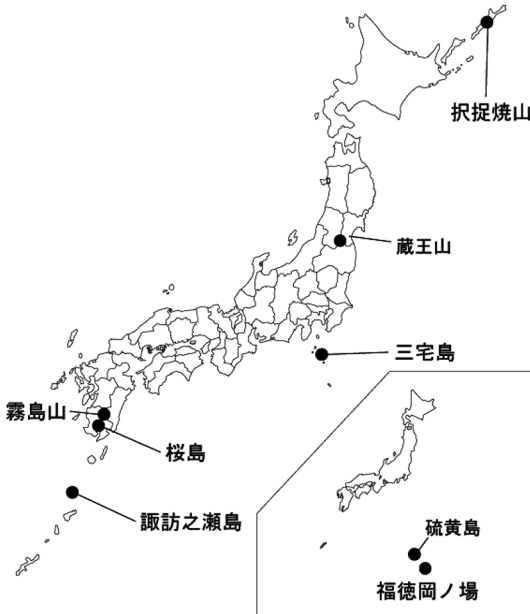 択捉焼山
蔵王山
三宅島
霧島山
桜島
諏訪之瀬島
硫黄島
福徳岡ノ場